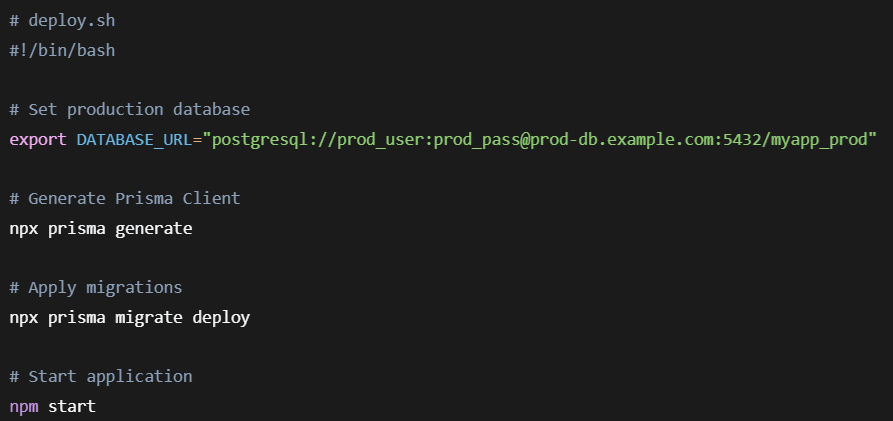 # deploy.sh
#!/bin/bash
# Set production database
export DATABASE_URL="postgresql://prod_user:prod_pass@prod-db.example.com:5432/myapp_prod"
# Generate Prisma Client
npx prisma generate
# Apply migrations
npx prisma migrate deploy
# Start application
npm start